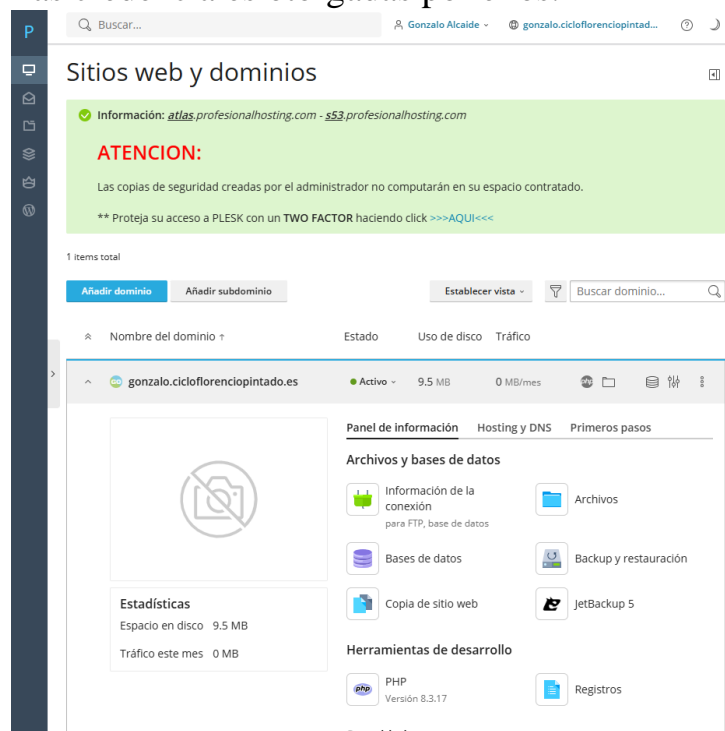 Buscar...
Gonzalo Alcaide
gonzalo.cicloflorenciopintad...
Sitios web y dominios
Información: atlas.profesionalhosting.com - s53.profesionalhosting.com
ATENCION:
Las copias de seguridad creadas por el administrador no computarán en su espacio contratado.
** Proteja su acceso a PLESK con un TWO FACTOR haciendo click >>>AQUI<<<
1 items total
Añadir dominio Añadir subdominio Establecer vista Buscar dominio...
Nombre del dominio ↑ Estado Uso de disco Tráfico
gonzalo.cicloflorenciopintado.es Activo 9.5 MB 0 MB/mes
Panel de información Hosting y DNS Primeros pasos
Archivos y bases de datos
Información de la
conexión
para FTP, base de datos
Archivos
Bases de datos
Backup y restauración
Copia de sitio web
JetBackup 5
Estadísticas
Espacio en disco 9.5 MB
Tráfico este mes 0 MB
Herramientas de desarrollo
PHP
Versión 8.3.17
Registros